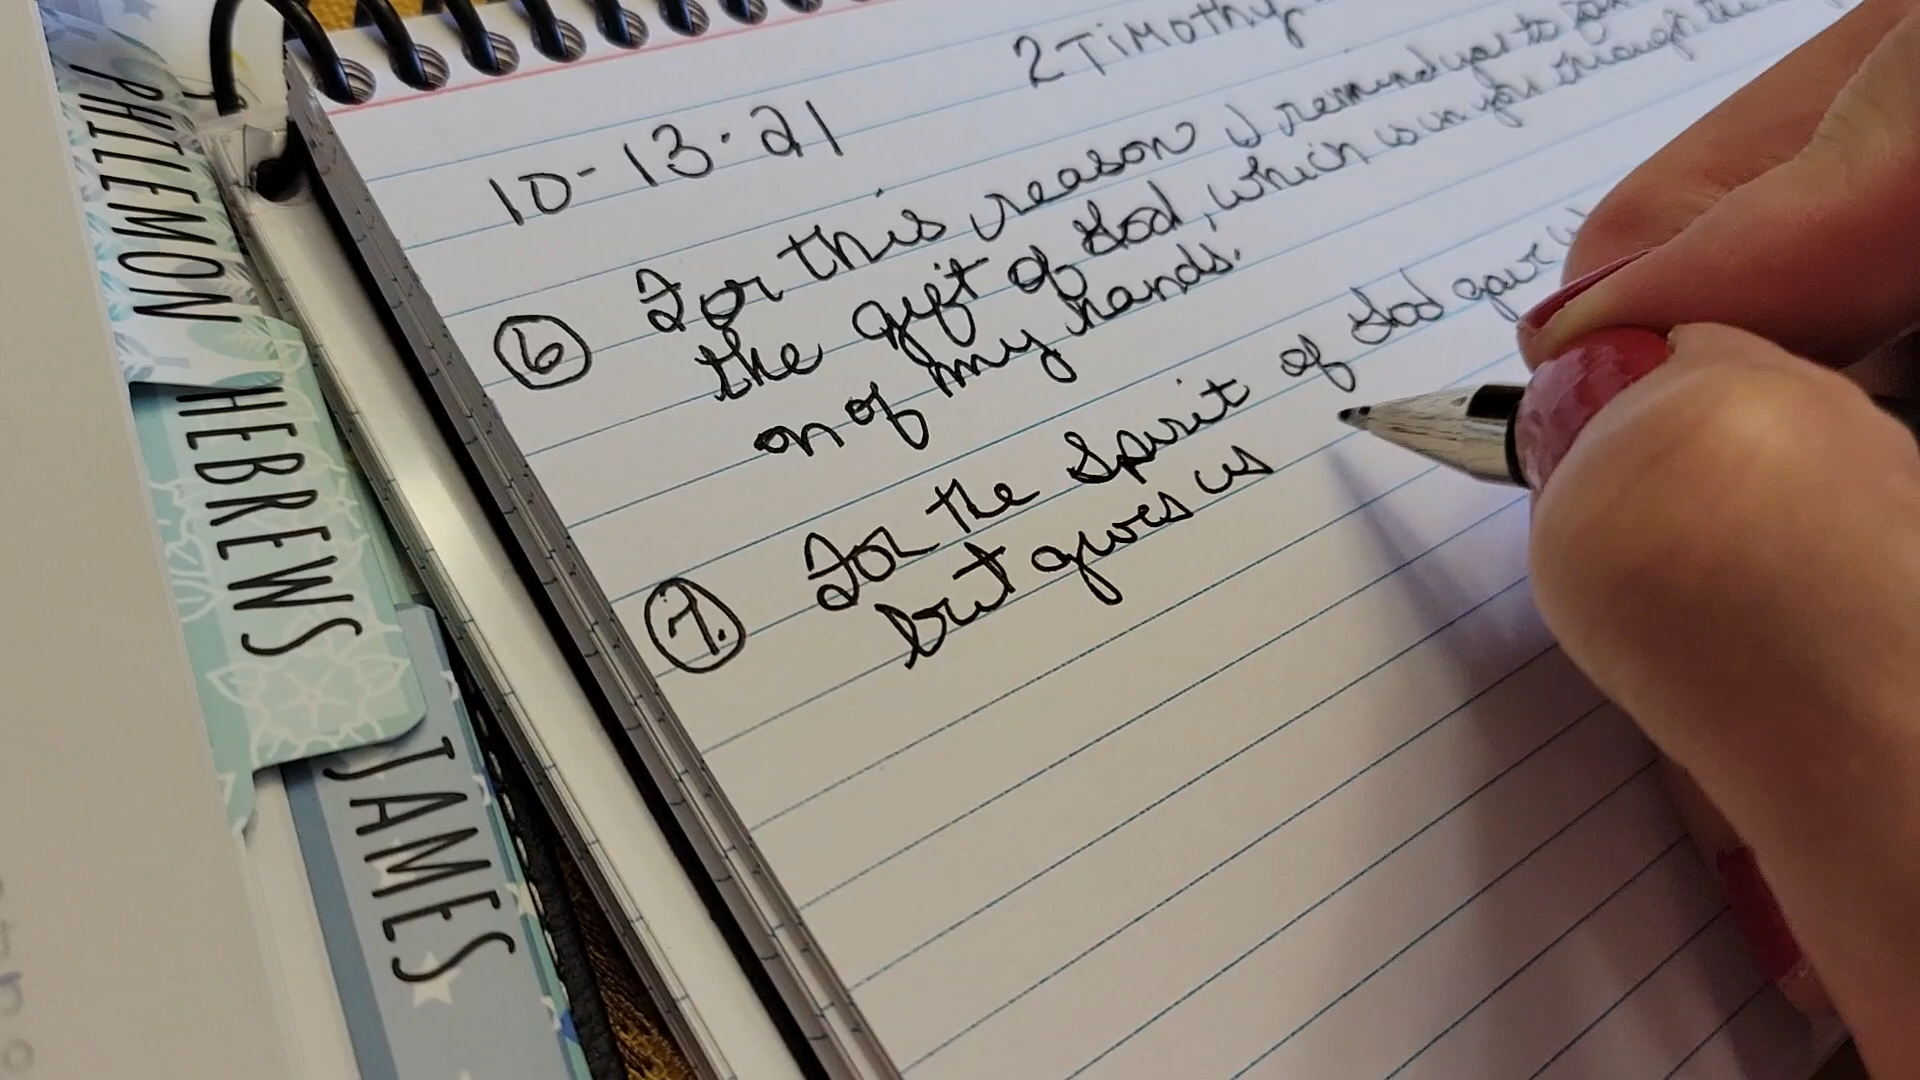 PHILEMON
HEBREWS
JAMES
10-13-21
2 TiMothy
⑥ For this reason I remind you to
the gift of God, which is in you through the
on of my hands.
⑦. For the Spirit of God gave
but gives us